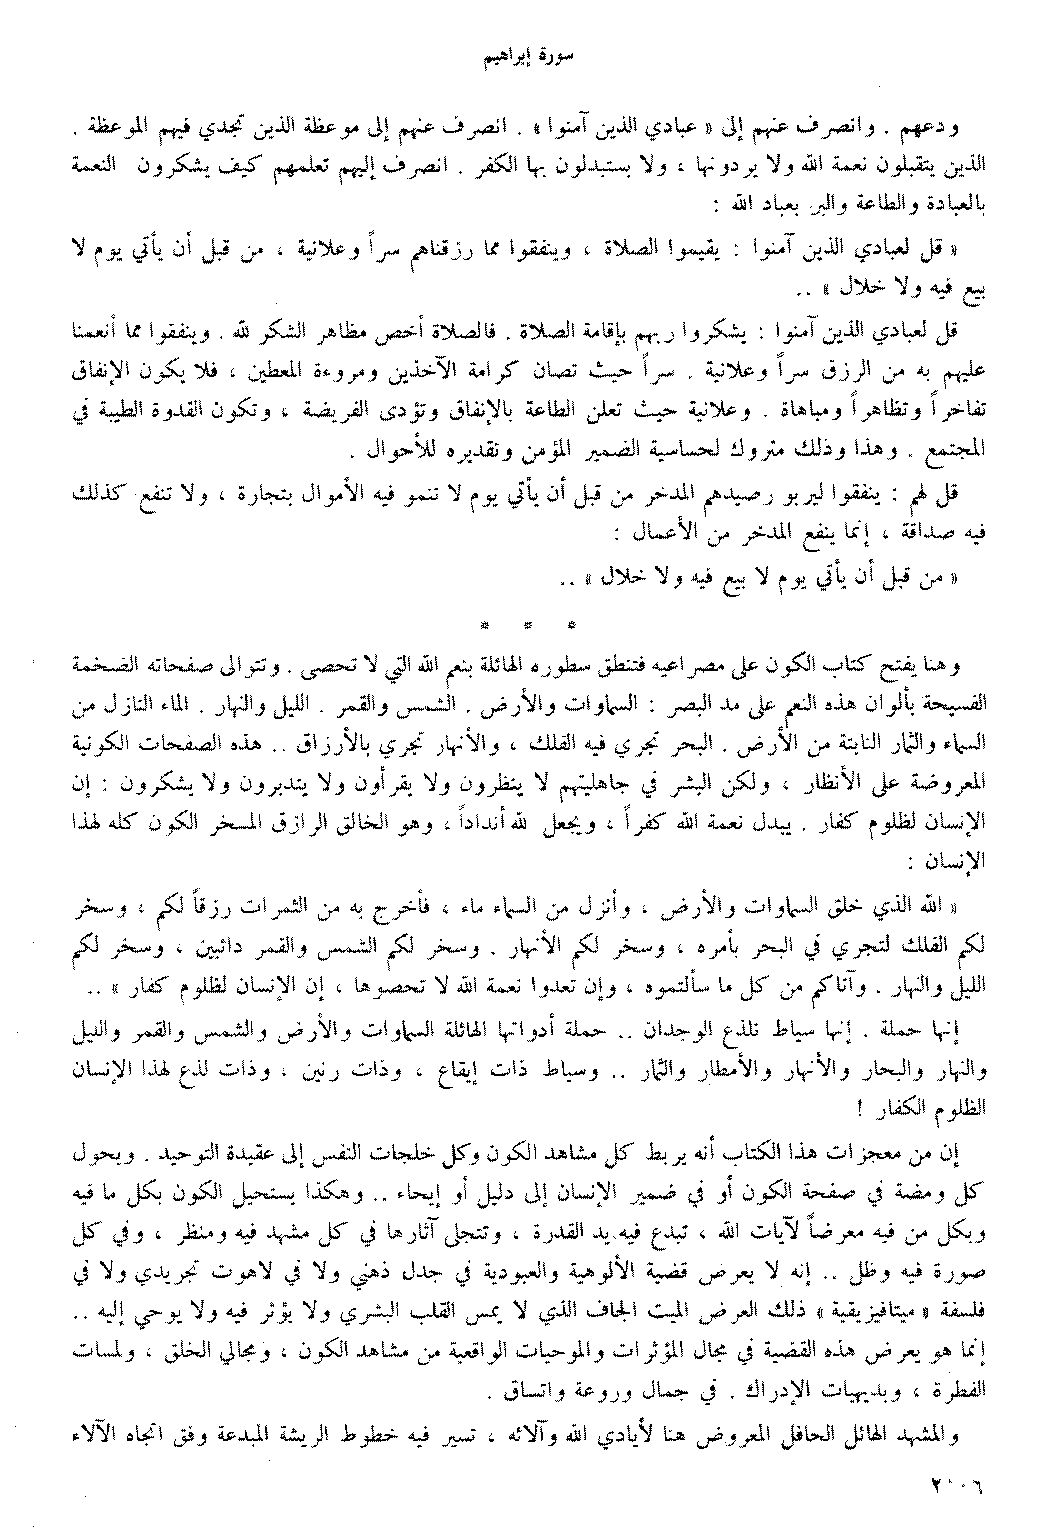 سورة إبراهيم
ودعهم . وانصرف عنهم إلى « عبادي الذين آمنوا » . انصرف عنهم إلى موعظة الذين تجدي فيهم الموعظة .
الذين يتقبلون نعمة الله ولا يردونها ، ولا يستبدلون بها الكفر . انصرف إليهم تعلمهم كيف يشكرون النعمة
بالعبادة والطاعة والبر بعباد الله :
« قل لعبادي الذين آمنوا : يقيموا الصلاة ، وينفقوا مما رزقناهم سراً وعلانية ، من قبل أن يأتي يوم لا
بيع فيه ولا خلال » ..
قل لعبادي الذين آمنوا : يشكروا ربهم بإقامة الصلاة . فالصلاة أخص مظاهر الشكر لله . وينفقوا مما أنعمنا
عليهم به من الرزق سراً وعلانية . سراً حيث تصان كرامة الآخذين ومروءة المعطين ، فلا يكون الإنفاق
تفاخراً وتظاهراً ومباهاة . وعلانية حيث تعلن الطاعة بالإنفاق وتؤدى الفريضة ، وتكون القدوة الطيبة في
المجتمع . وهذا وذلك متروك لحساسية الضمير المؤمن وتقديره للأحوال .
قل لهم : ينفقوا ليربو رصيدهم المدخر من قبل أن يأتي يوم لا تنمو فيه الأموال بتجارة ، ولا تنفع كذلك
فيه صداقة ، إنما ينفع المدخر من الأعمال :
« من قبل أن يأتي يوم لا بيع فيه ولا خلال » ..
* * *
وهنا يفتح كتاب الكون على مصراعيه فتنطق سطوره الهائلة بنعم الله التي لا تحصى . وتتوالى صفحاته الضخمة
الفسيحة بألوان هذه النعم على مد البصر : السماوات والأرض . الشمس والقمر . الليل والنهار . الماء النازل من
السماء والثمار النابتة من الأرض . البحر تجري فيه الفلك ، والأنهار تجري بالأرزاق .. هذه الصفحات الكونية
المعروضة على الأنظار ، ولكن البشر في جاهليتهم لا ينظرون ولا يقرأون ولا يتدبرون ولا يشكرون : إن
الإنسان لظلوم كفار . يبدل نعمة الله كفراً ، ويجعل لله أنداداً ، وهو الخالق الرازق المسخر الكون كله لهذا
الإنسان :
« الله الذي خلق السماوات والأرض ، وأنزل من السماء ماء ، فأخرج به من الثمرات رزقاً لكم ، وسخر
لكم الفلك لتجري في البحر بأمره ، وسخر لكم الأنهار . وسخر لكم الشمس والقمر دائبين ، وسخر لكم
الليل والنهار . وآتاكم من كل ما سألتموه ، وإن تعدوا نعمة الله لا تحصوها ، إن الإنسان لظلوم كفار » ..
إنها حملة . إنها سياط تلذع الوجدان .. حملة أدواتها الهائلة السماوات والأرض والشمس والقمر والليل
والنهار والبحار والأنهار والأمطار والثمار .. وسياط ذات إيقاع ، وذات رنين ، وذات لذع لهذا الإنسان
الظلوم الكفار !
إن من معجزات هذا الكتاب أنه يربط كل مشاهد الكون وكل خلجات النفس إلى عقيدة التوحيد . ويحول
كل ومضة في صفحة الكون أو في ضمير الإنسان إلى دليل أو إيحاء .. وهكذا يستحيل الكون بكل ما فيه
وبكل من فيه معرضاً لآيات الله ، تبدع فيه يد القدرة ، وتتجلى آثارها في كل مشهد فيه ومنظر ، وفي كل
صورة فيه وظل .. إنه لا يعرض قضية الألوهية والعبودية في جدل ذهني ولا في لاهوت تجريدي ولا في
فلسفة « ميتافيزيقية » ذلك العرض الميت الجاف الذي لا يمس القلب البشري ولا يؤثر فيه ولا يوحي إليه ..
إنما هو يعرض هذه القضية في مجال المؤثرات والموحيات الواقعية من مشاهد الكون ، ومجالي الخلق ، ولمسات
الفطرة ، وبديهيات الإدراك . في جمال وروعة واتساق .
والمشهد الهائل الحافل المعروض هنا لأيادي الله وآلائه ، تسير فيه خطوط الريشة المبدعة وفق اتجاه الآلاء
٢٠٠٦